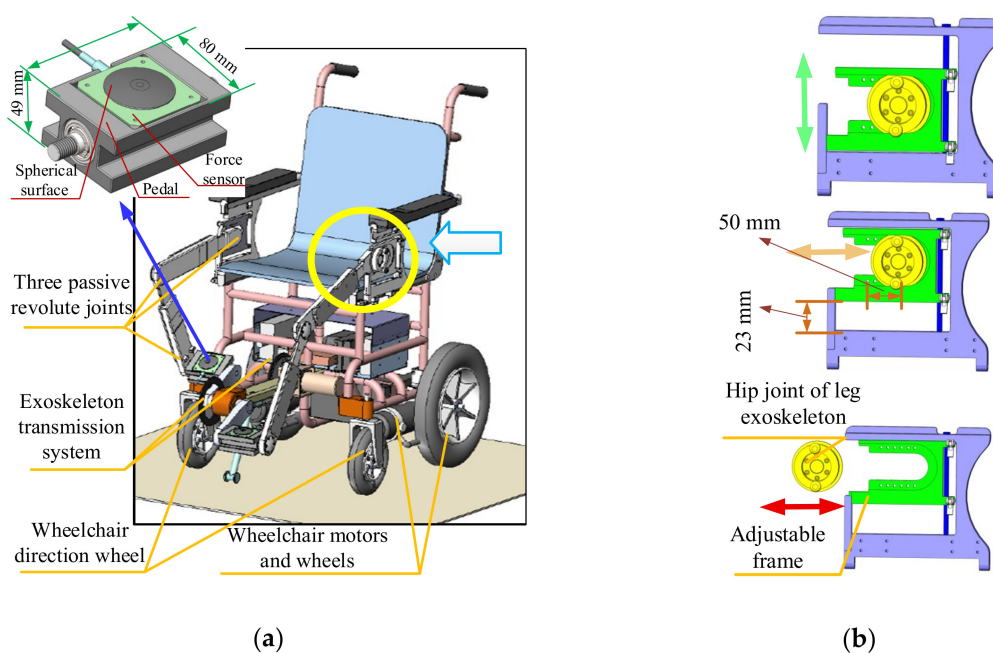 80 mm
49 mm
Spherical
surface
Pedal
Force
sensor
Three passive
revolute joints
Exoskeleton
transmission
system
Wheelchair
direction wheel
Wheelchair motors
and wheels
(a)
50 mm
23 mm
Hip joint of leg
exoskeleton
Adjustable
frame
(b)